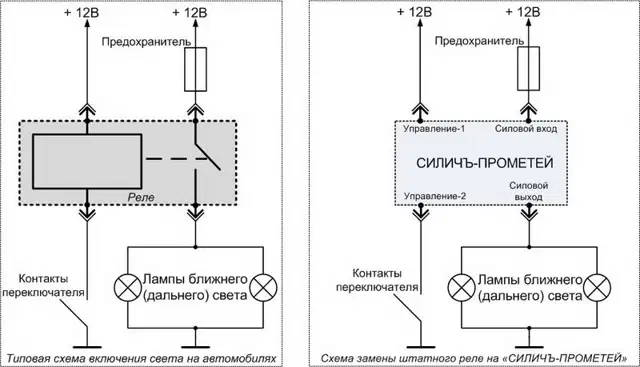 + 12В
+ 12В
Предохранитель
Реле
Контакты
переключателя
Лампы ближнего
(дальнего) света
Типовая схема включения света на автомобилях
+ 12В
+ 12В
Предохранитель
Управление-1
Силовой вход
СИЛИЧЪ-ПРОМЕТЕЙ
Управление-2
Силовой
выход
Контакты
переключателя
Лампы ближнего
(дальнего) света
Схема замены штатного реле на «СИЛИЧЪ-ПРОМЕТЕЙ»